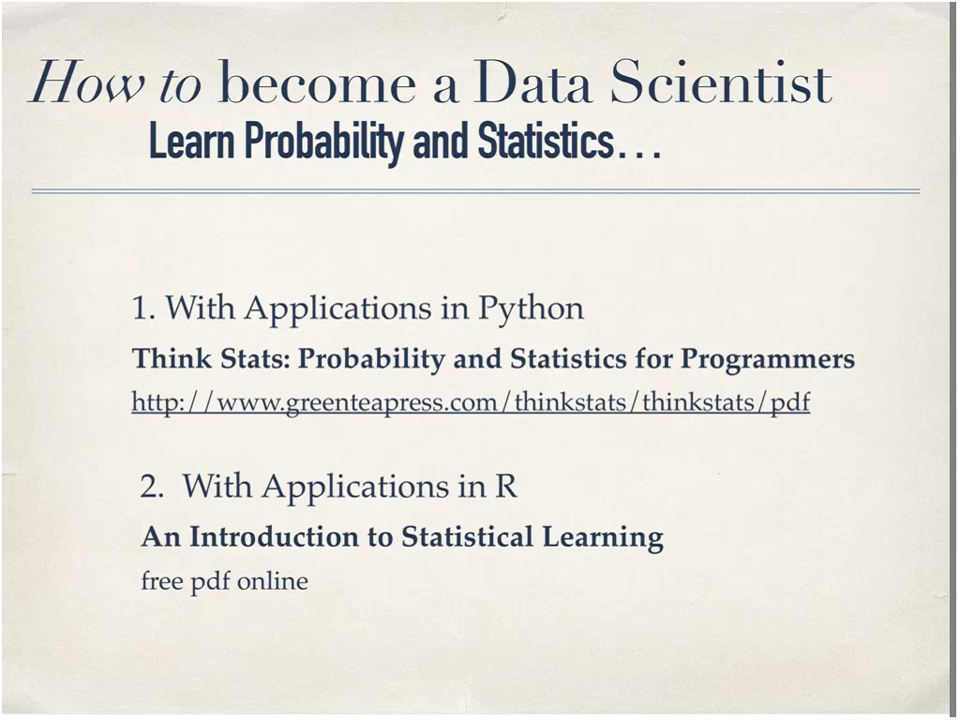 How to become a Data Scientist
Learn Probability and Statistics...
1. With Applications in Python
Think Stats: Probability and Statistics for Programmers
http://www.greenteapress.com/thinkstats/thinkstats/pdf
2. With Applications in R
An Introduction to Statistical Learning
free pdf online